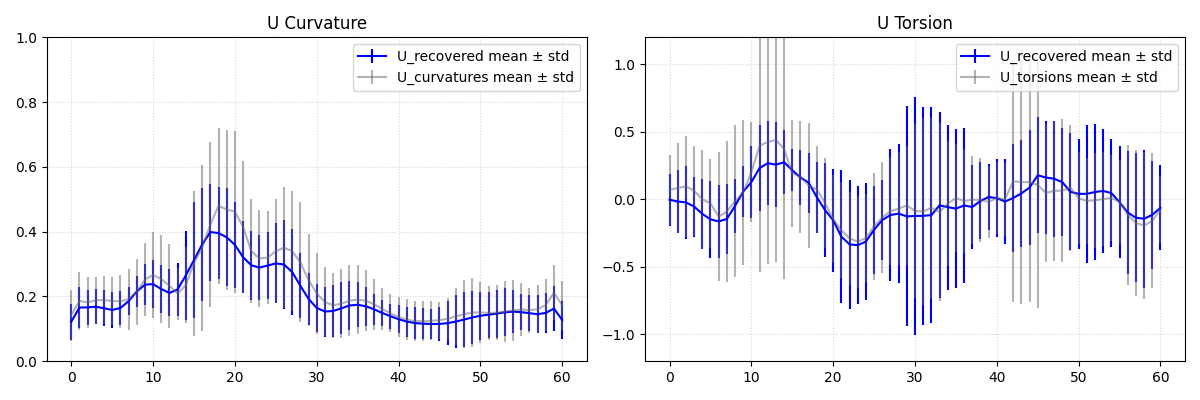 U Curvature
1.0
0.8
0.6
0.4
0.2
0.0
0 10 20 30 40 50 60
U_recovered mean ± std
U_curvatures mean ± std
U Torsion
1.0
0.5
0.0
−0.5
−1.0
0 10 20 30 40 50 60
U_recovered mean ± std
U_torsions mean ± std